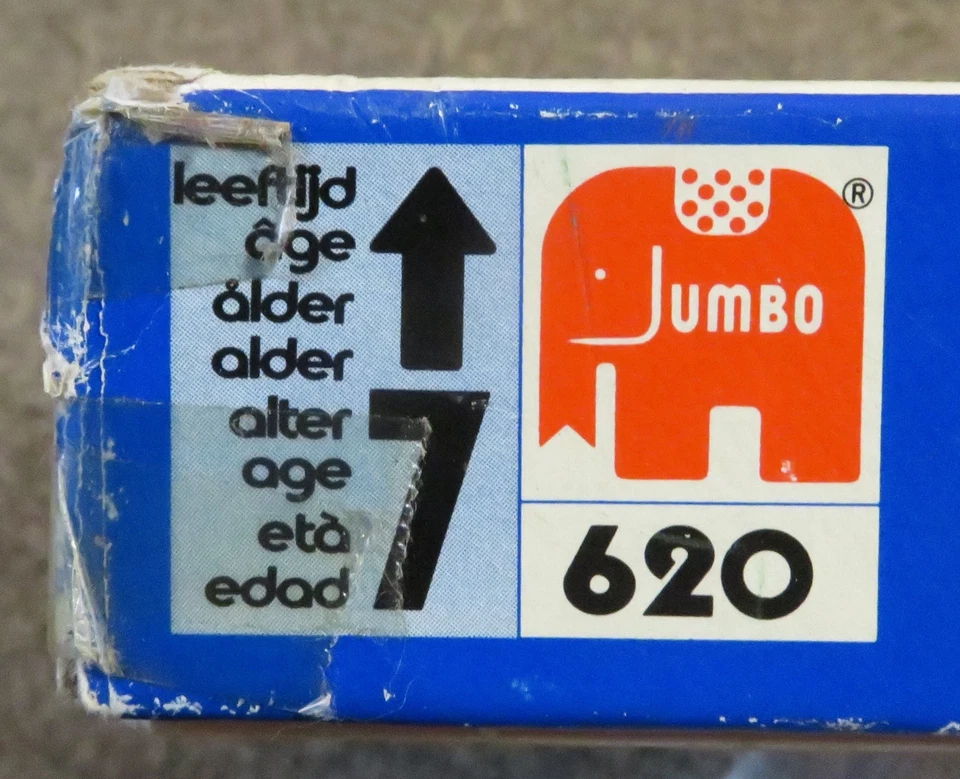 leeftijd
âge
ålder
alder
alter
age
età
edad
7
JUMBO
®
620